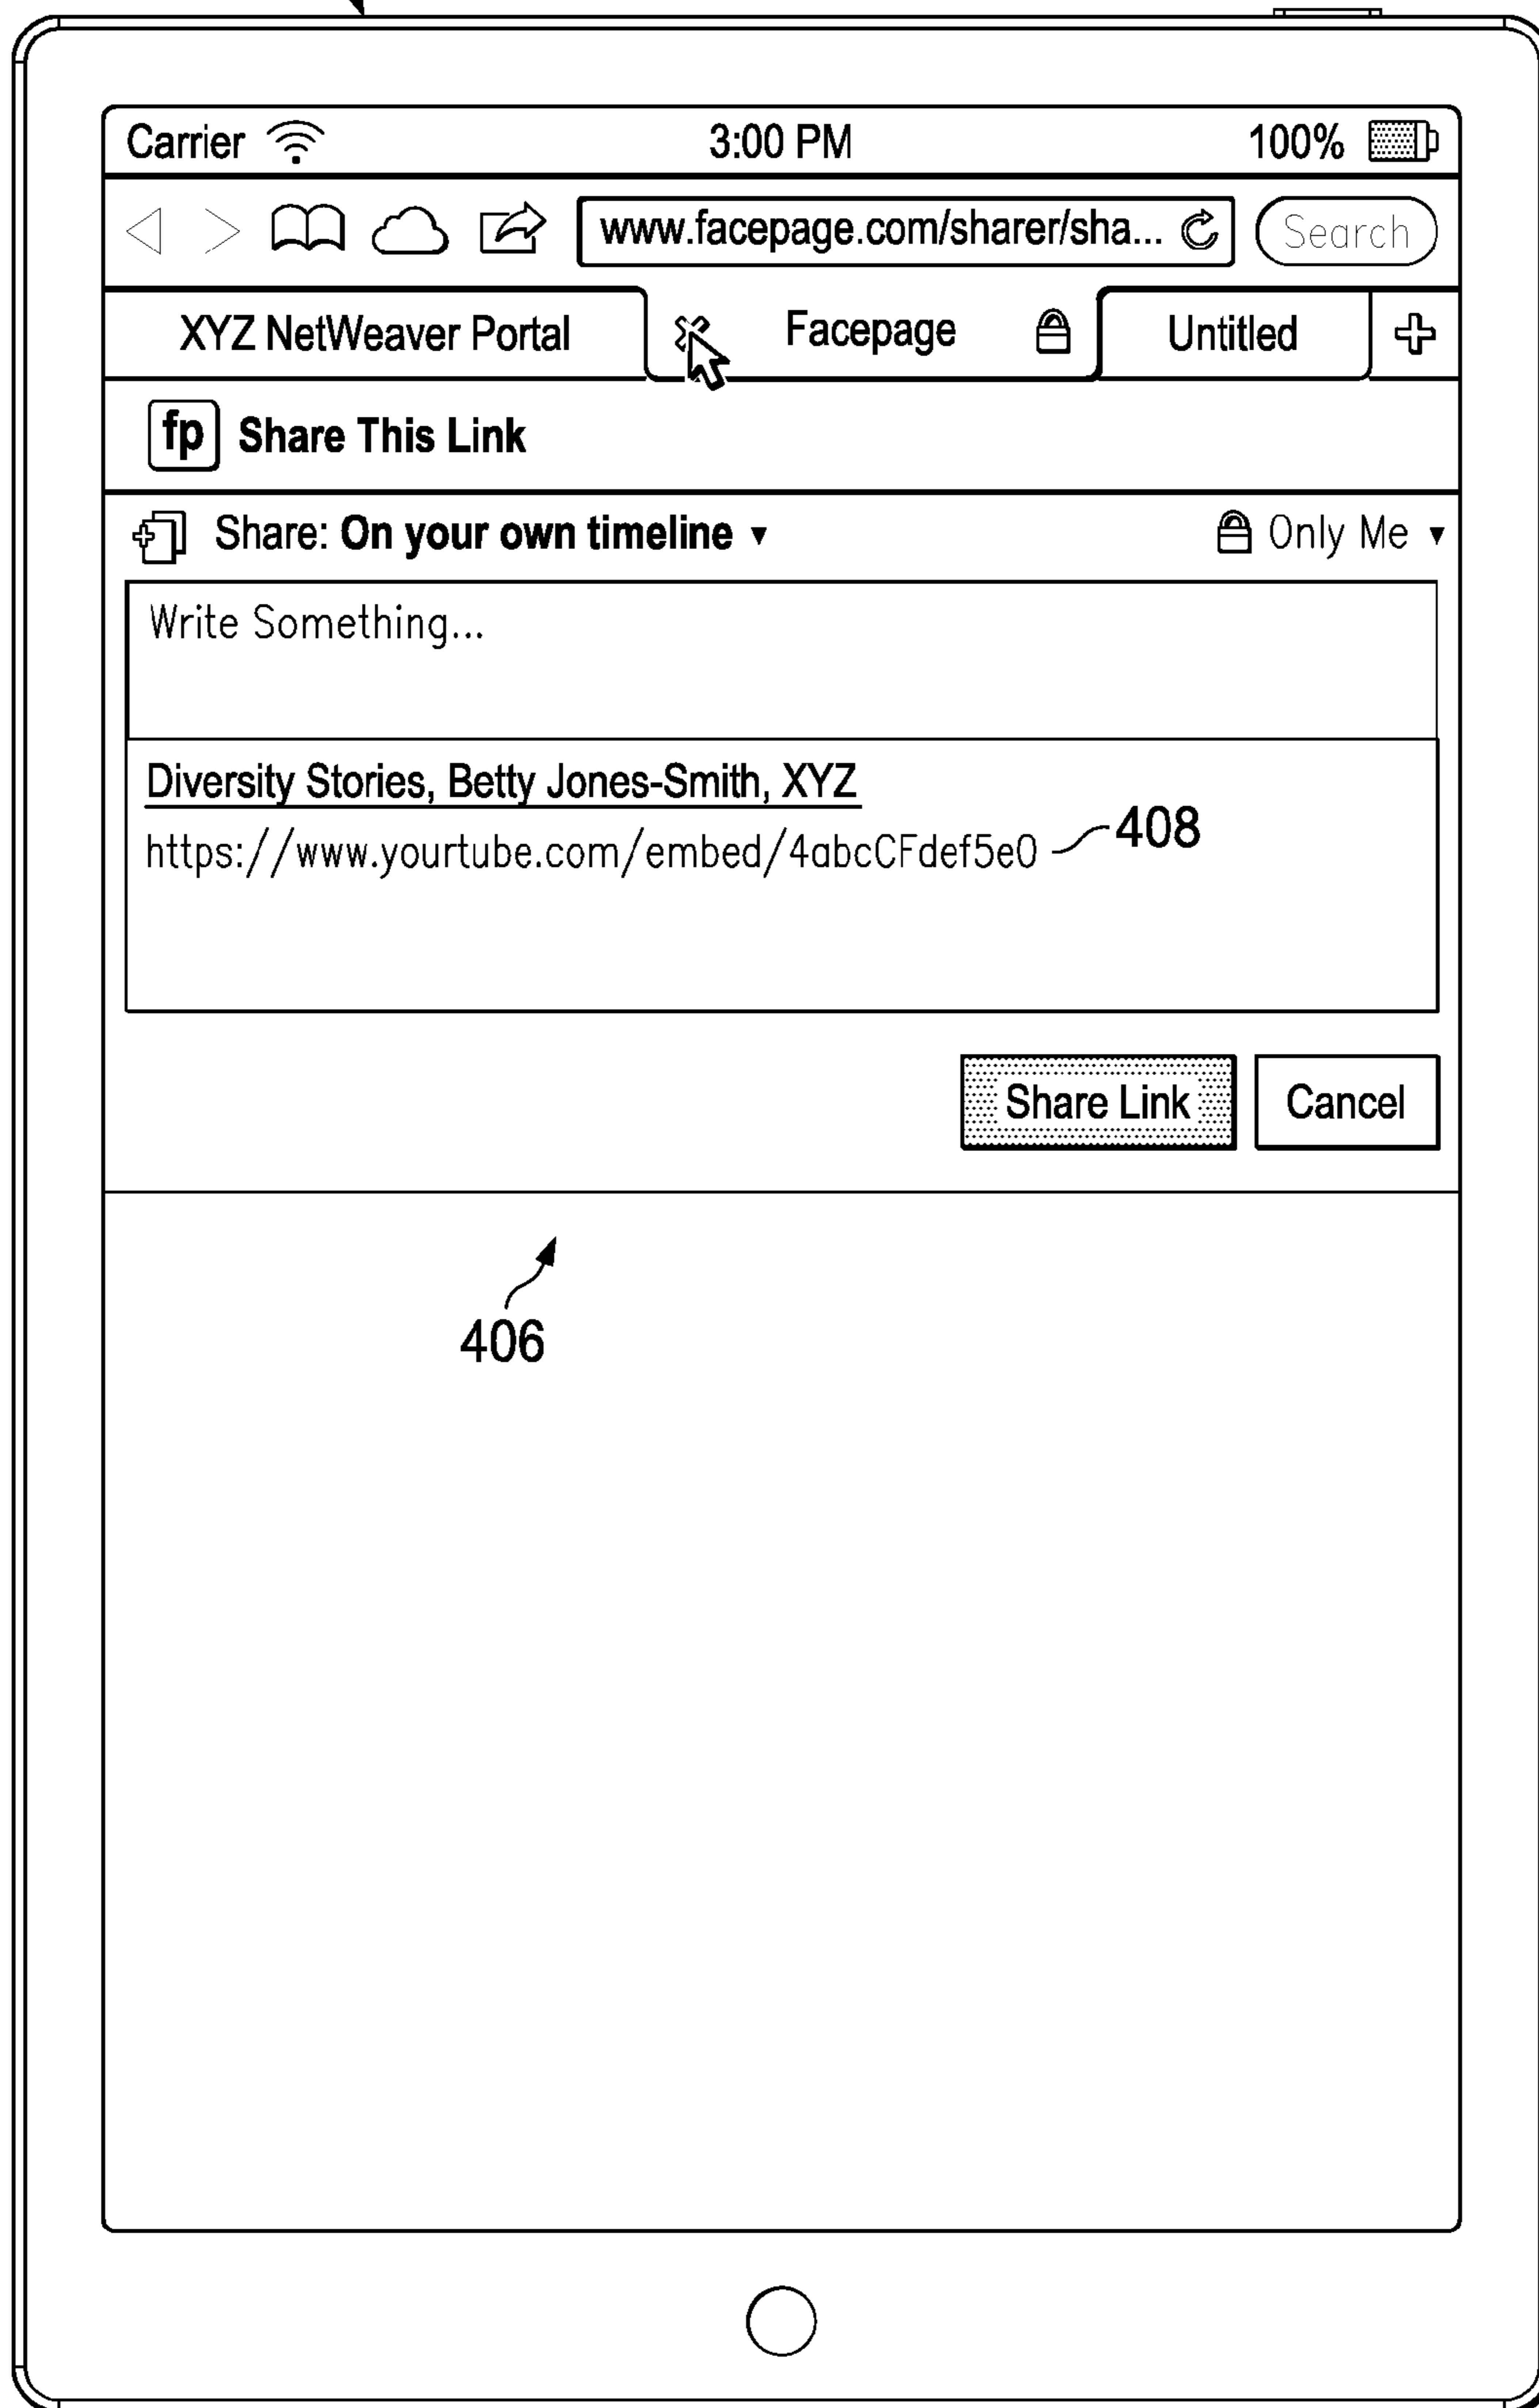 Carrier 3:00 PM 100%
www.facepage.com/sharer/sha... Search
XYZ NetWeaver Portal Facepage Untitled
fp Share This Link
Share: On your own timeline Only Me
Write Something...
Diversity Stories, Betty Jones-Smith, XYZ
https://www.yourtube.com/embed/4abcCFdef5e0 408
Share Link Cancel
406